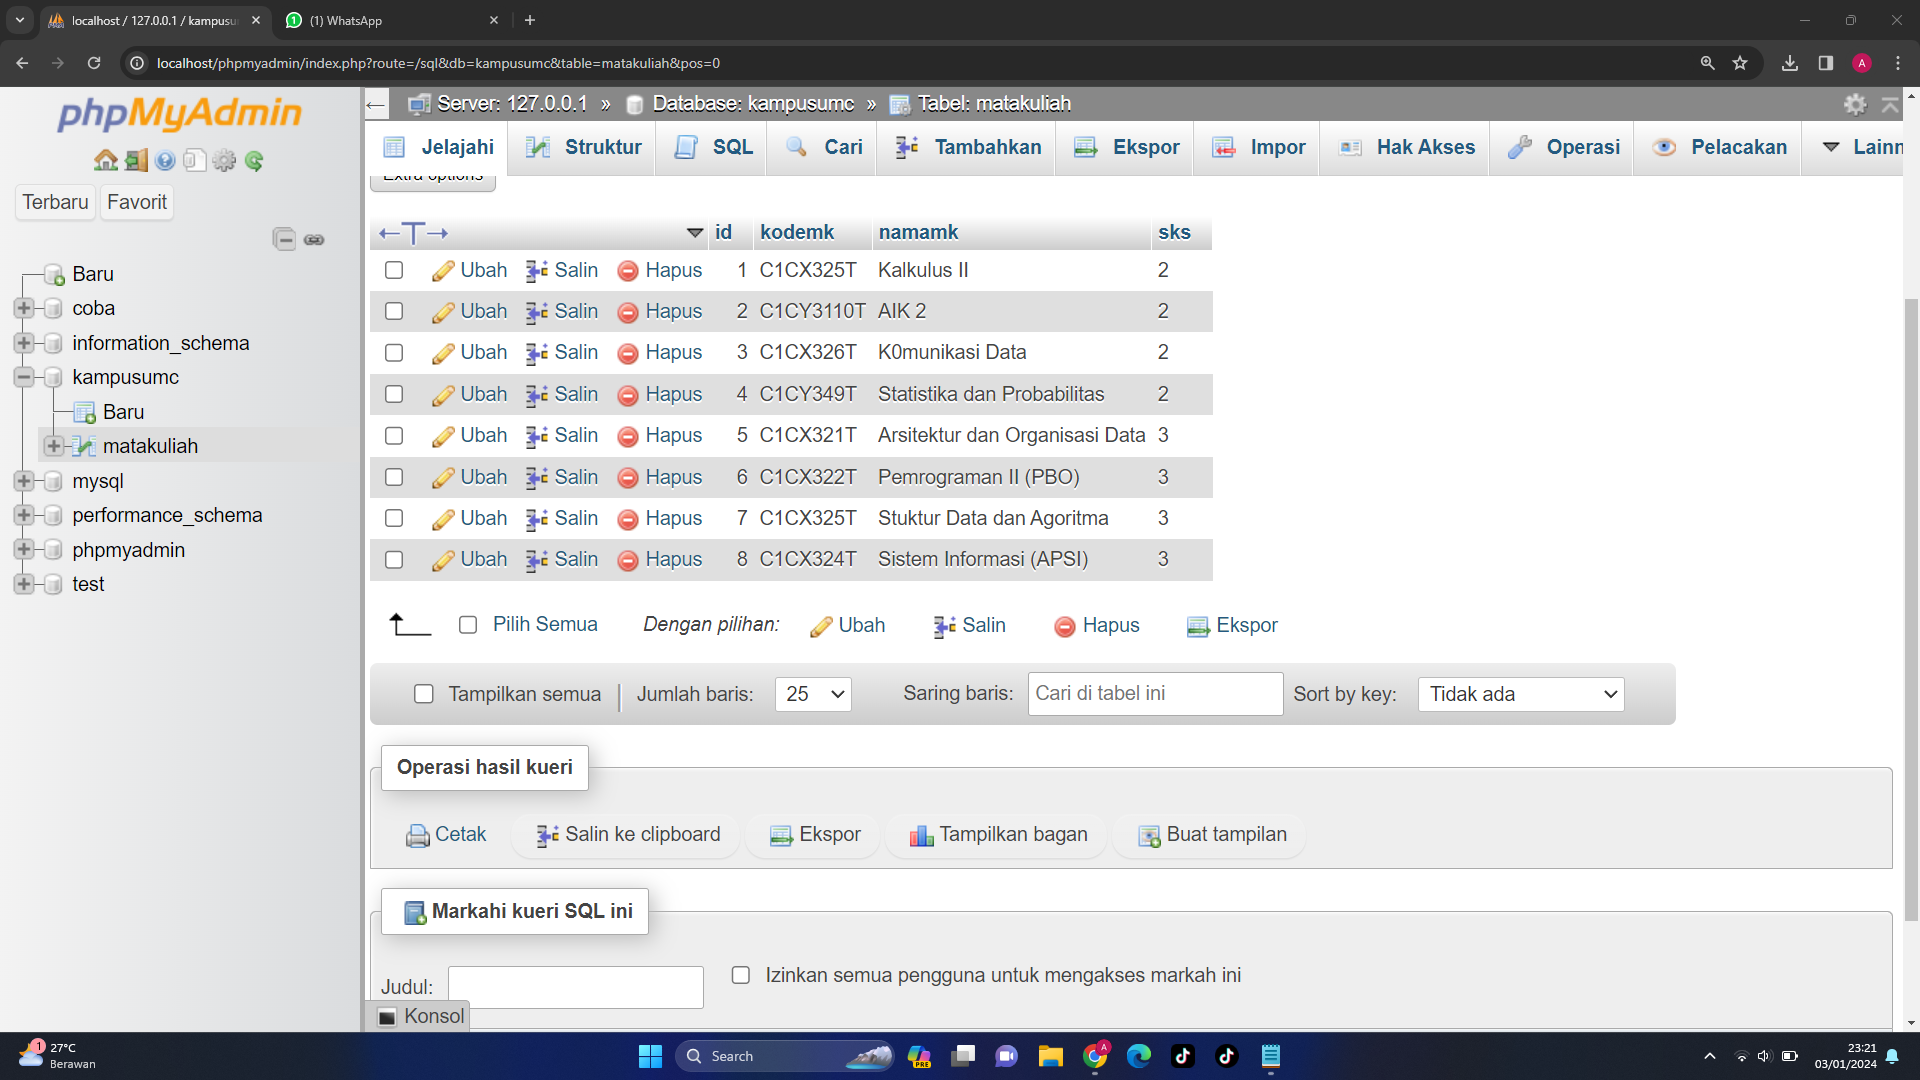 localhost / 127.0.0.1 / kampusu
(1) WhatsApp
localhost/phpmyadmin/index.php?route=/sql&db=kampusumc&table=matakuliah&pos=0
A
phpMyAdmin
Terbaru
Favorit
Baru
coba
information_schema
kampusumc
Baru
matakuliah
mysql
performance_schema
phpmyadmin
test
Server: 127.0.0.1 » Database: kampusumc » Tabel: matakuliah
Jelajahi Struktur SQL Cari Tambahkan Ekspor Impor Hak Akses Operasi Pelacakan Lainn
Extra options
id kodemk namamk sks
Ubah Salin Hapus 1 C1CX325T Kalkulus II 2
Ubah Salin Hapus 2 C1CY3110T AIK 2 2
Ubah Salin Hapus 3 C1CX326T K0munikasi Data 2
Ubah Salin Hapus 4 C1CY349T Statistika dan Probabilitas 2
Ubah Salin Hapus 5 C1CX321T Arsitektur dan Organisasi Data 3
Ubah Salin Hapus 6 C1CX322T Pemrograman II (PBO) 3
Ubah Salin Hapus 7 C1CX325T Stuktur Data dan Agoritma 3
Ubah Salin Hapus 8 C1CX324T Sistem Informasi (APSI) 3
Pilih Semua Dengan pilihan: Ubah Salin Hapus Ekspor
Tampilkan semua Jumlah baris: 25 Saring baris: Cari di tabel ini Sort by key: Tidak ada
Operasi hasil kueri
Cetak Salin ke clipboard Ekspor Tampilkan bagan Buat tampilan
Markahi kueri SQL ini
Judul: Izinkan semua pengguna untuk mengakses markah ini
Konsol
1
27°C
Berawan
Search
PRE
A
23:21
03/01/2024